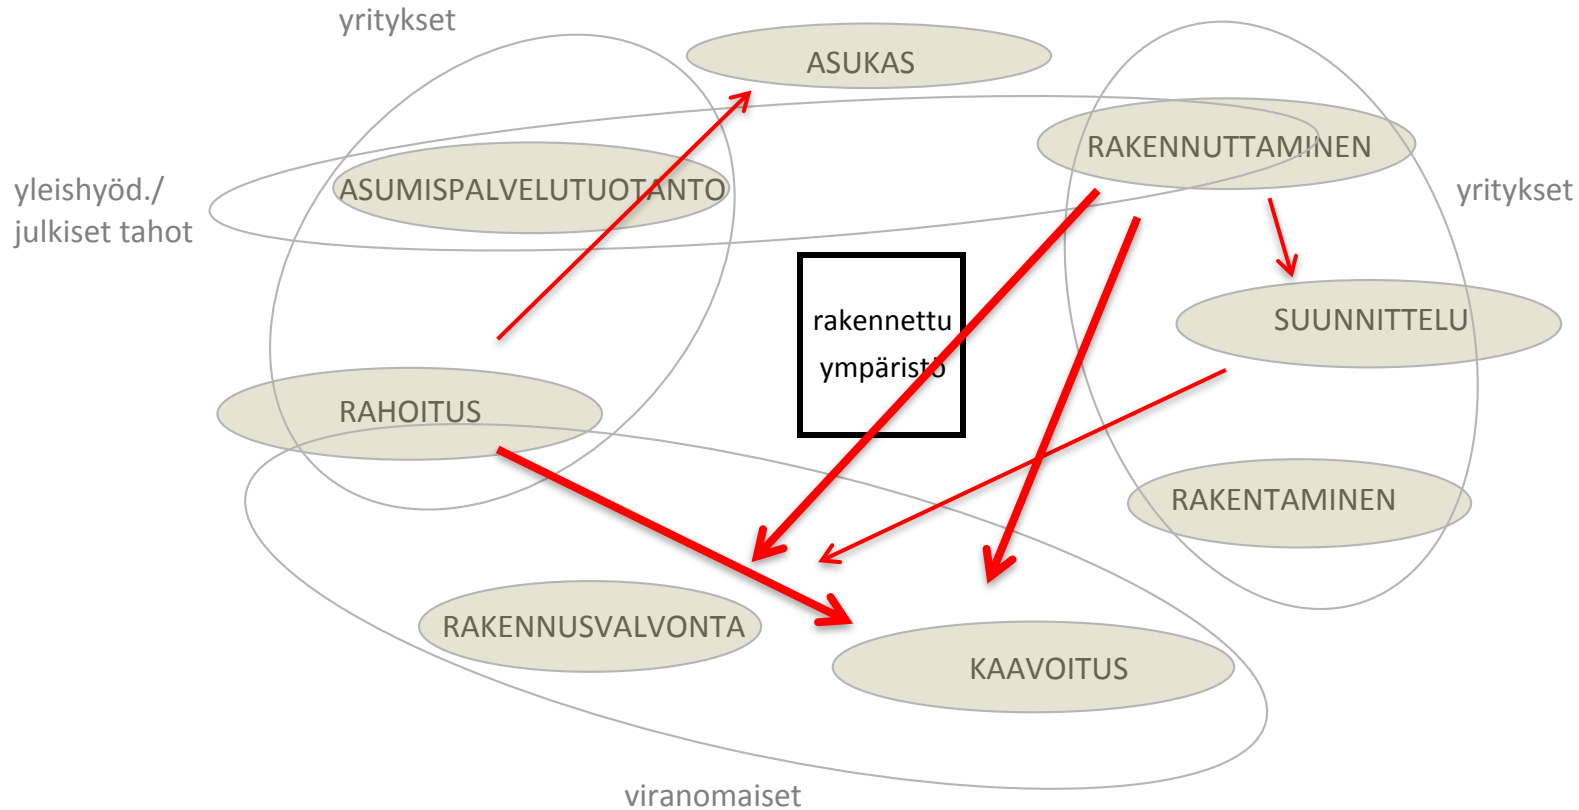 yritykset
ASUKAS
RAKENNUTTAMINEN
yleishyöd./
julkiset tahot
ASUMISPALVELUTUOTANTO
yritykset
rakennettu
ympäristö
SUUNNITTELU
RAHOITUS
RAKENTAMINEN
RAKENNUSVALVONTA
KAAVOITUS
viranomaiset